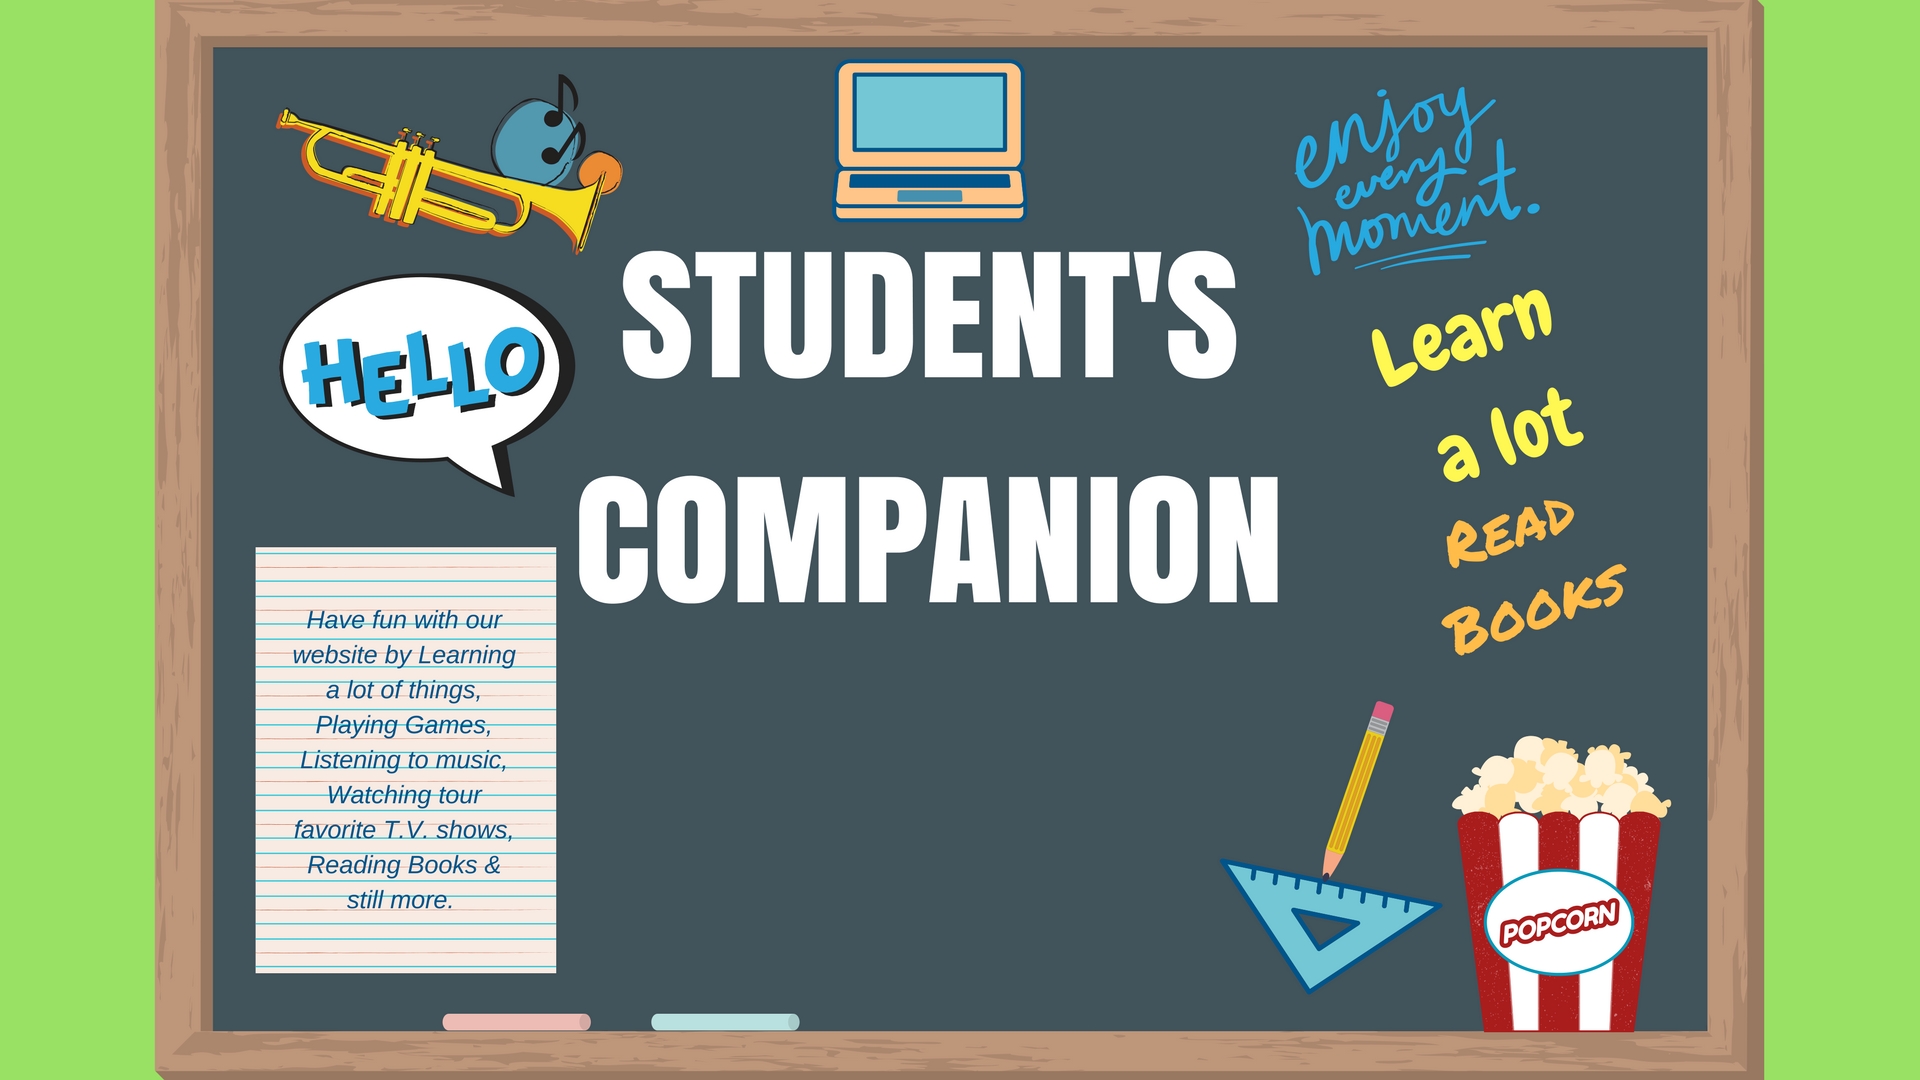 enjoy
every
moment.
HELLO
STUDENT'S
COMPANION
Learn
a lot
READ
BOOKS
Have fun with our
website by Learning
a lot of things,
Playing Games,
Listening to music,
Watching tour
favorite T.V. shows,
Reading Books &
still more.
POPCORN